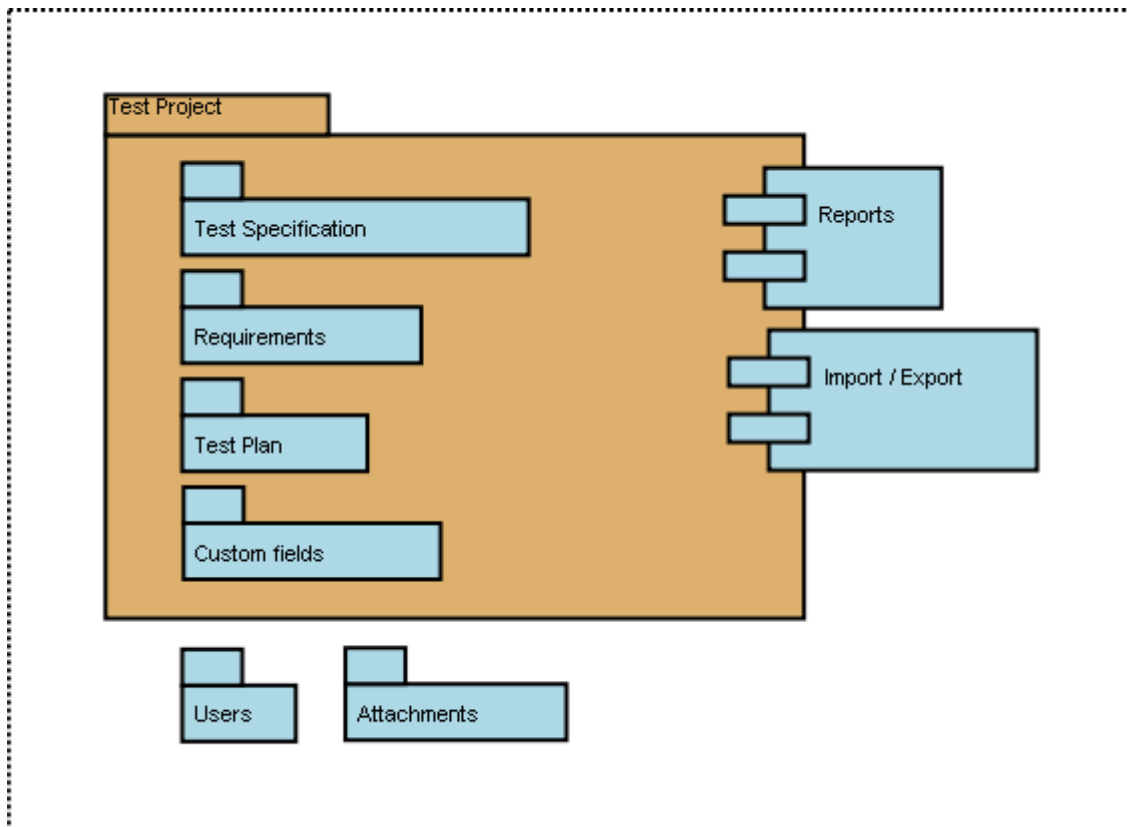 Test Project
Test Specification
Reports
Requirements
Import / Export
Test Plan
Custom fields
Users
Attachments